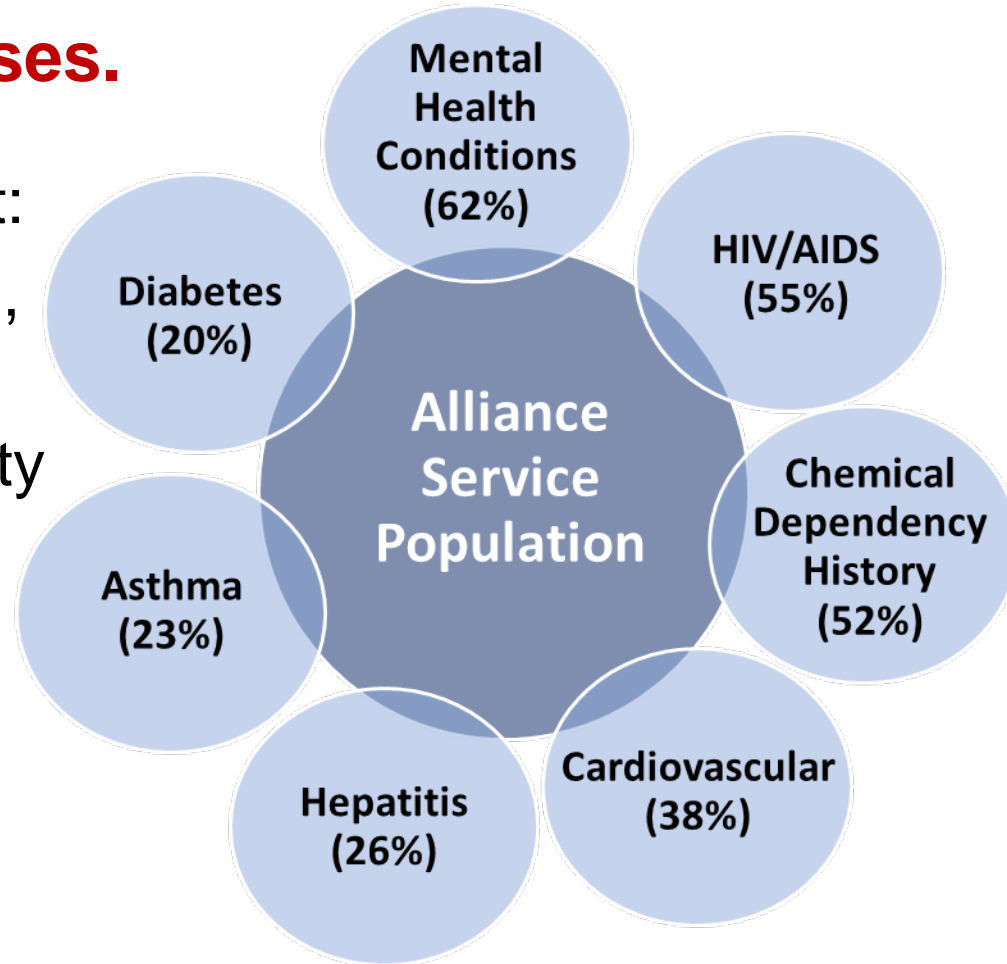 ses.
t:
,
ty
Mental
Health
Conditions
(62%)
HIV/AIDS
(55%)
Chemical
Dependency
History
(52%)
Cardiovascular
(38%)
Hepatitis
(26%)
Asthma
(23%)
Diabetes
(20%)
Alliance
Service
Population